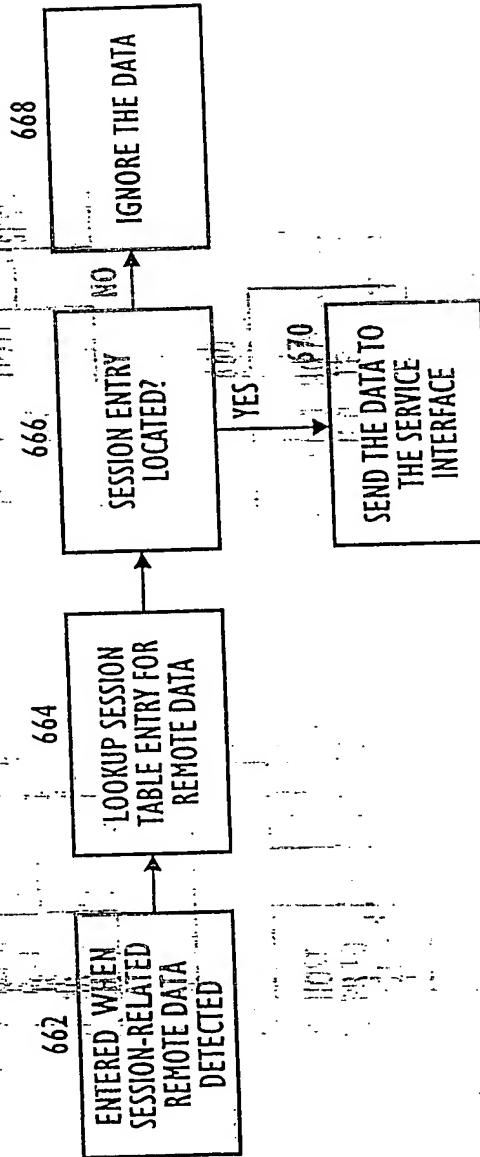 662
ENTERED WHEN
SESSION-RELATED
REMOTE DATA
DETECTED
664
LOOKUP SESSION
TABLE ENTRY FOR
REMOTE DATA
666
SESSION ENTRY
LOCATED?
NO
668
IGNORE THE DATA
YES
670
SEND THE DATA TO
THE SERVICE
INTERFACE